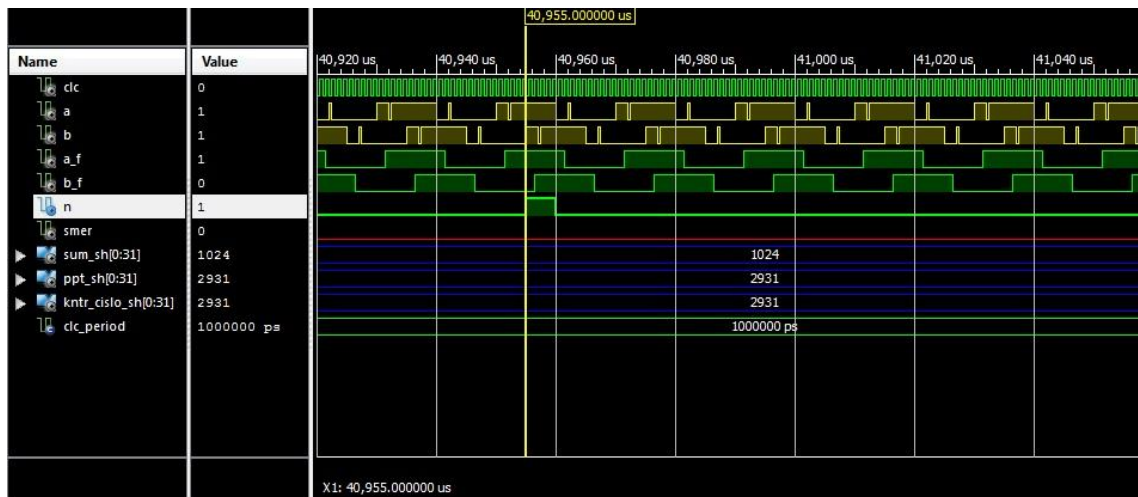 40,955.000000 us
Name Value
40,920 us 40,940 us 40,960 us 40,980 us 41,000 us 41,020 us 41,040 us
clc 0
a 1
b 1
a_f 1
b_f 0
n 1
smer 0
sum_sh[0:31] 1024 1024
ppt_sh[0:31] 2931 2931
kntr_cislo_sh[0:31] 2931 2931
clc_period 1000000 ps 1000000 ps
X1: 40,955.000000 us